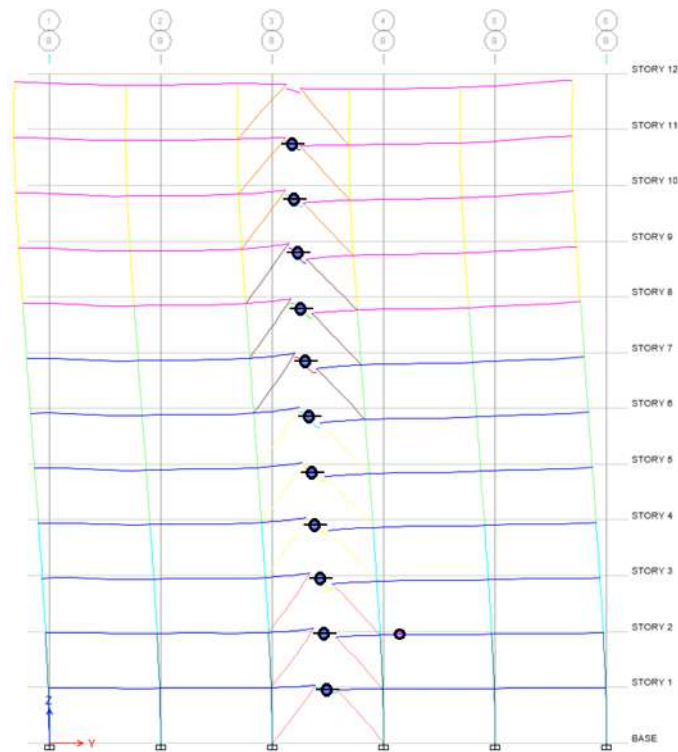 1 2 3 4 5 6
STORY 12
STORY 11
STORY 10
STORY 9
STORY 8
STORY 7
STORY 6
STORY 5
STORY 4
STORY 3
STORY 2
STORY 1
Z
Y
BASE